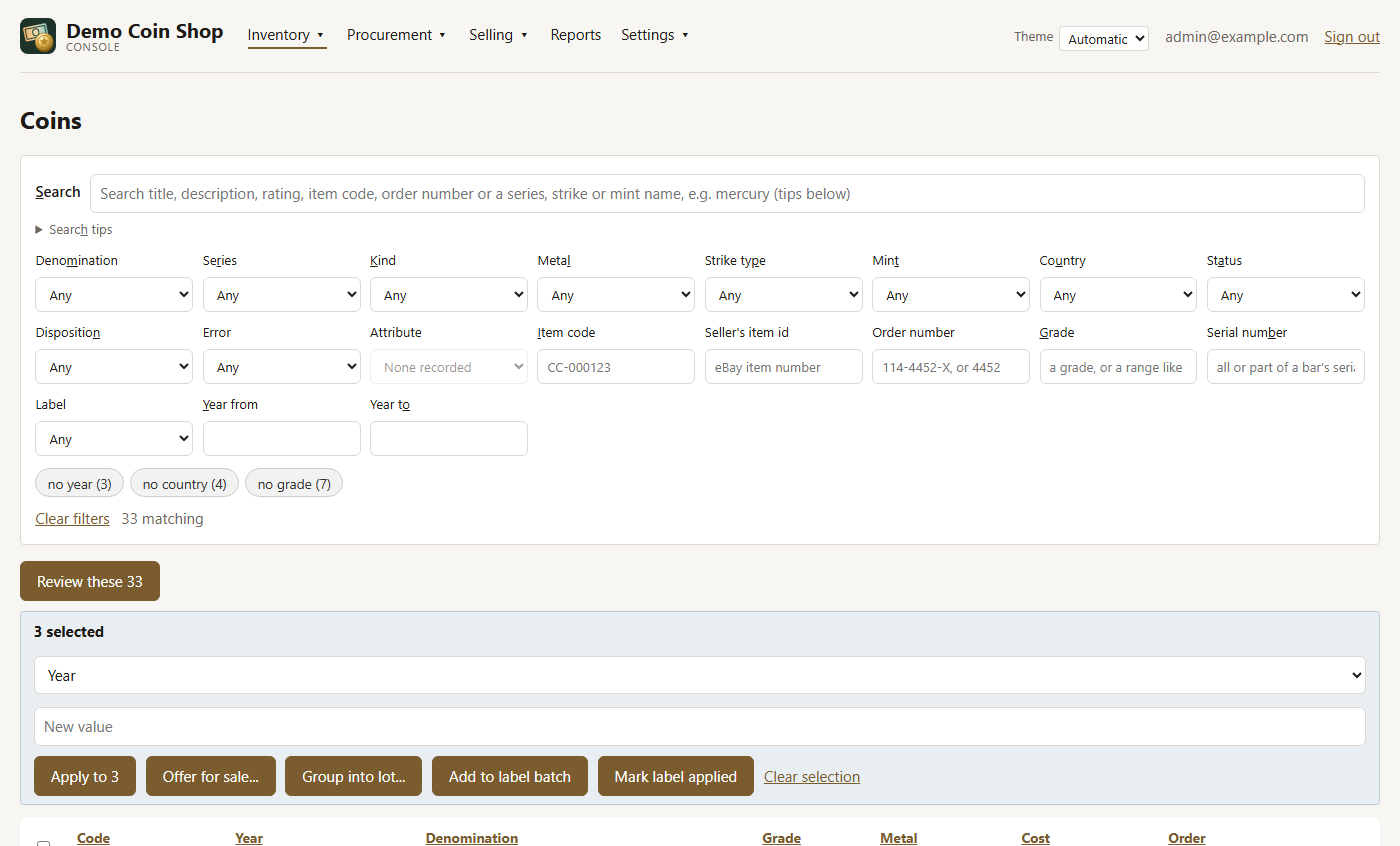 Demo Coin Shop
CONSOLE
Inventory ▾ Procurement ▾ Selling ▾ Reports Settings ▾
Theme Automatic admin@example.com Sign out
Coins
Search Search title, description, rating, item code, order number or a series, strike or mint name, e.g. mercury (tips below)
▶ Search tips
Denomination Series Kind Metal Strike type Mint Country Status
Any Any Any Any Any Any Any Any
Disposition Error Attribute Item code Seller's item id Order number Grade Serial number
Any Any None recorded CC-000123 eBay item number 114-4452-X, or 4452 a grade, or a range like all or part of a bar's seria
Label Year from Year to
Any
no year (3) no country (4) no grade (7)
Clear filters 33 matching
Review these 33
3 selected
Year
New value
Apply to 3 Offer for sale... Group into lot... Add to label batch Mark label applied Clear selection
Code Year Denomination Grade Metal Cost Order